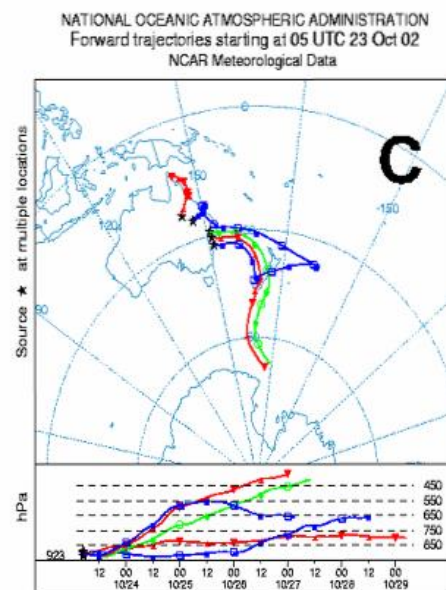 NATIONAL OCEANIC ATMOSPHERIC ADMINISTRATION
Forward trajectories starting at 05 UTC 23 Oct 02
NCAR Meteorological Data
Source ★ at multiple locations
C
0
150
-150
120
90
hPa
450
550
650
750
850
923
12 00 12 00 12 00 12 00 12 00 12 00
10/24 10/25 10/26 10/27 10/28 10/29